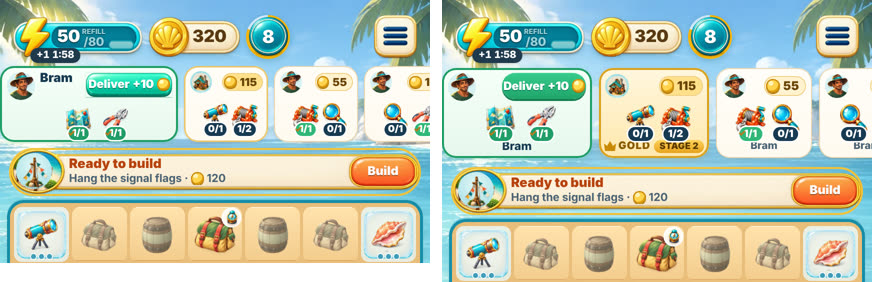 50 REFILL /80
+1 1:58
320
8
Bram
Deliver +10
1/1
1/1
115
0/1
1/2
55
1/1
0/1
0/1
Ready to build
Hang the signal flags · 120
Build
50 REFILL /80
+1 1:58
320
8
Deliver +10
1/1
1/1
Bram
115
0/1
1/2
GOLD STAGE 2
55
1/1
0/1
Bram
0/1
Ready to build
Hang the signal flags · 120
Build